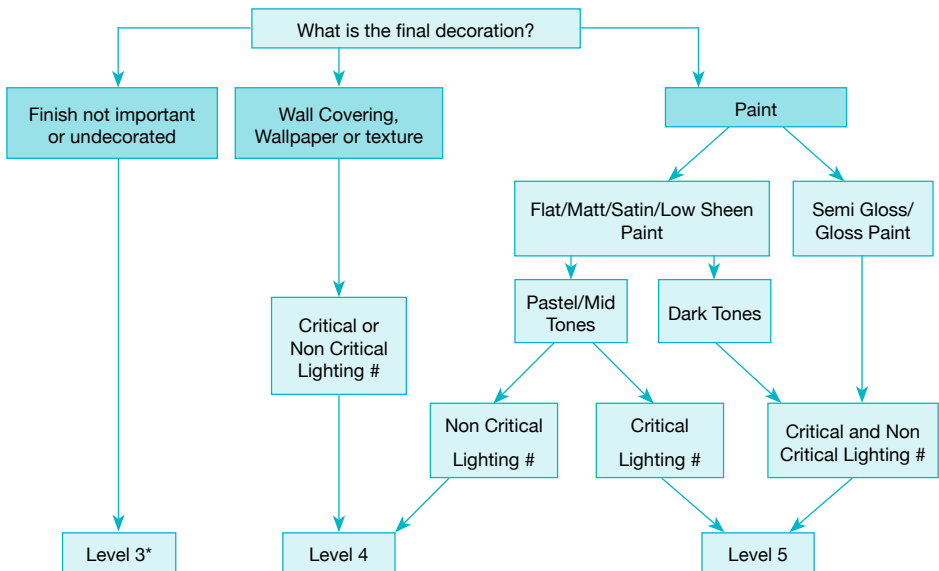 What is the final decoration?
Finish not important
or undecorated
Wall Covering,
Wallpaper or texture
Paint
Flat/Matt/Satin/Low Sheen
Paint
Semi Gloss/
Gloss Paint
Pastel/Mid
Tones
Dark Tones
Critical or
Non Critical
Lighting #
Non Critical
Lighting #
Critical
Lighting #
Critical and Non
Critical Lighting #
Level 3*
Level 4
Level 5